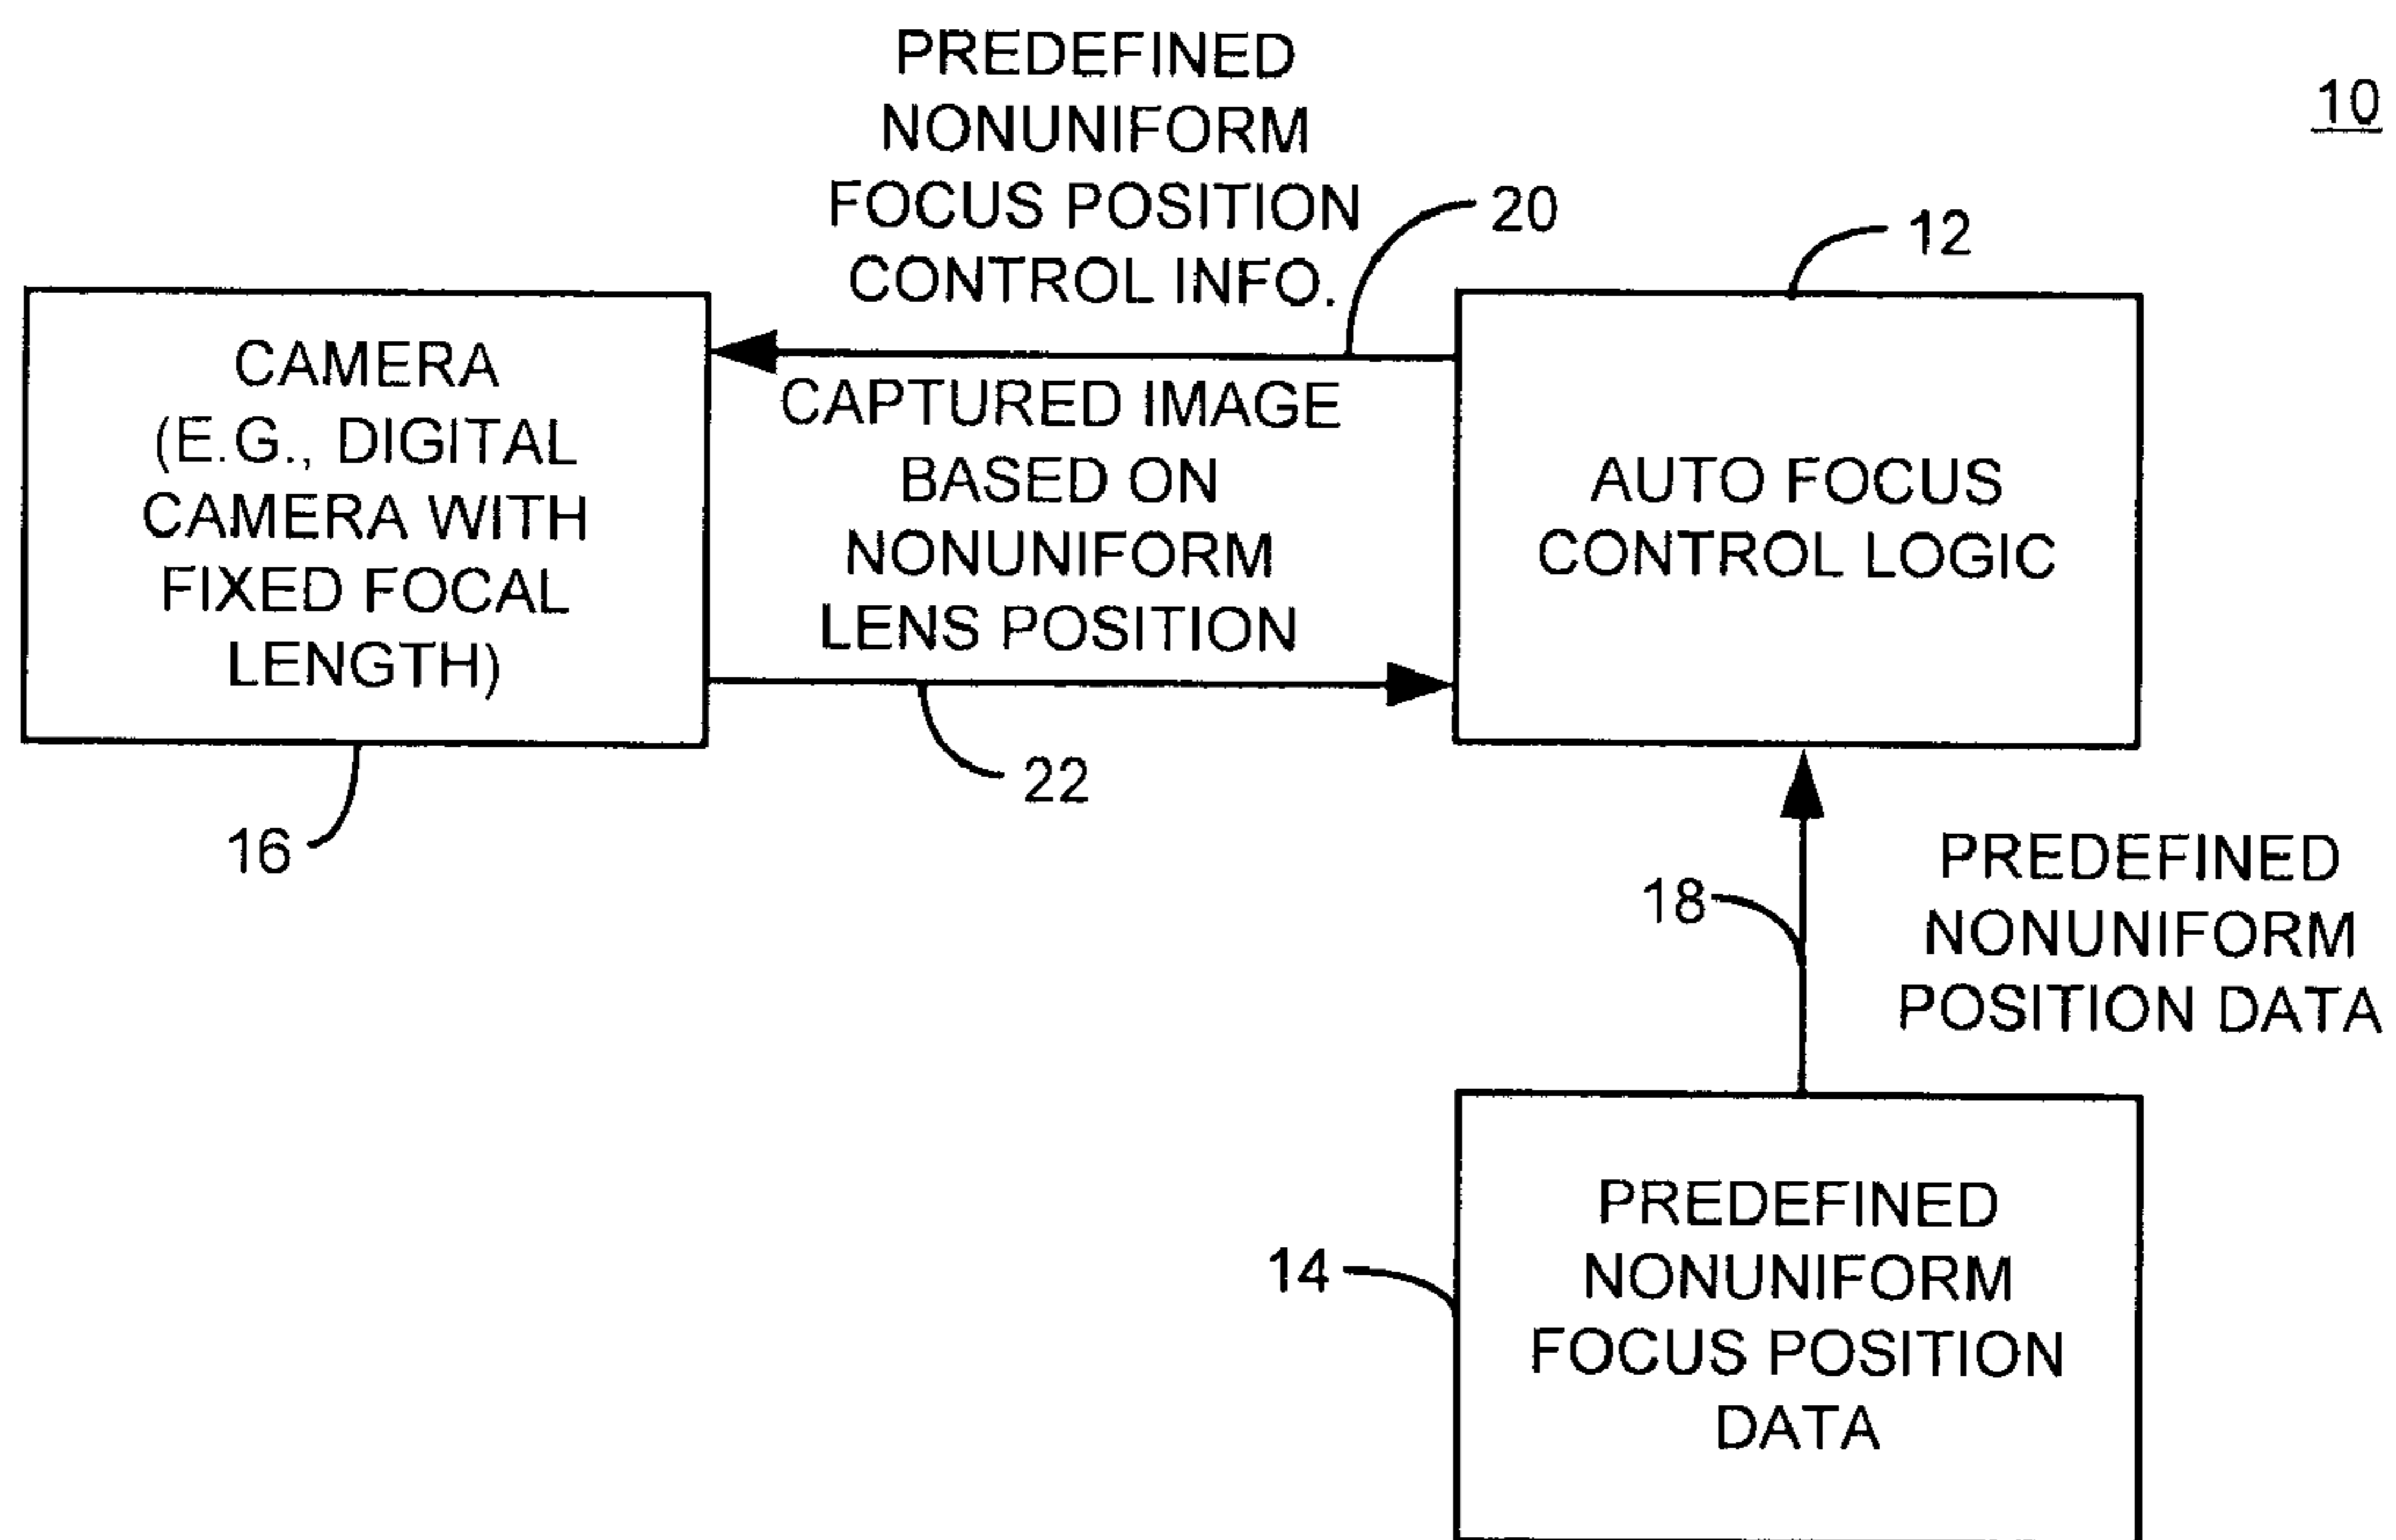 PREDEFINED
NONUNIFORM
FOCUS POSITION
CONTROL INFO.
10
20
12
CAMERA
(E.G., DIGITAL
CAMERA WITH
FIXED FOCAL
LENGTH)
CAPTURED IMAGE
BASED ON
NONUNIFORM
LENS POSITION
AUTO FOCUS
CONTROL LOGIC
22
16
18
PREDEFINED
NONUNIFORM
POSITION DATA
14
PREDEFINED
NONUNIFORM
FOCUS POSITION
DATA